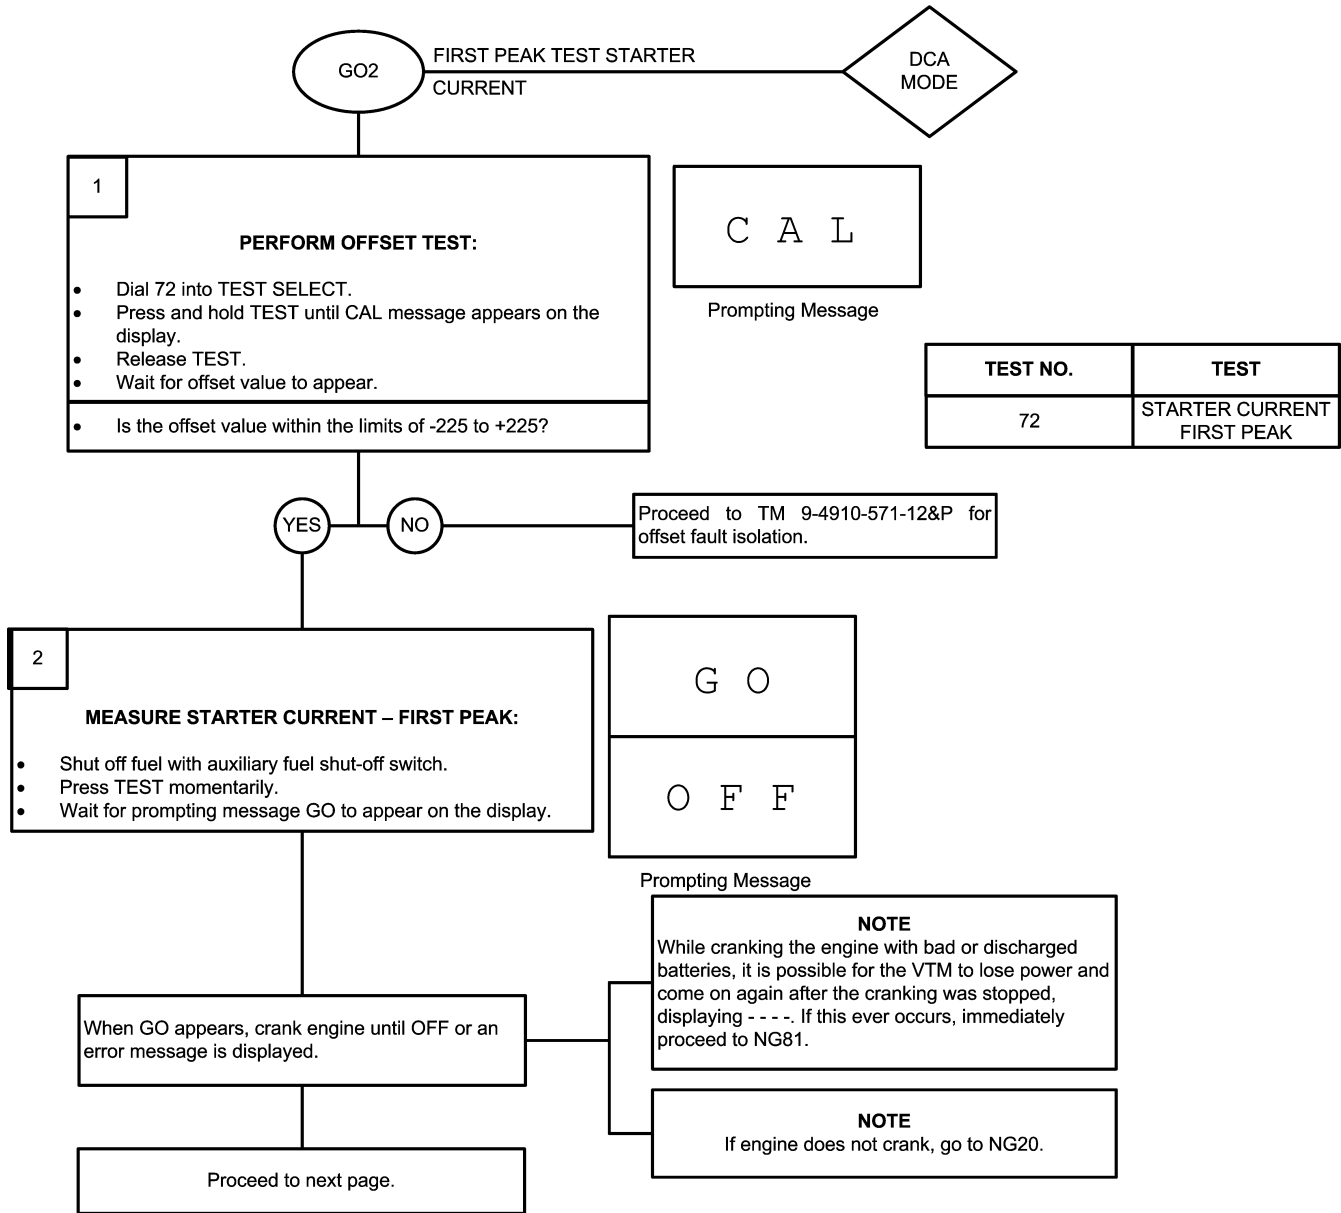 GO2
FIRST PEAK TEST STARTER
CURRENT
DCA
MODE
1
PERFORM OFFSET TEST:
• Dial 72 into TEST SELECT.
• Press and hold TEST until CAL message appears on the
display.
• Release TEST.
• Wait for offset value to appear.
• Is the offset value within the limits of -225 to +225?
C A L
Prompting Message
TEST NO. TEST
72 STARTER CURRENT
FIRST PEAK
YES
NO
Proceed to TM 9-4910-571-12&P for
offset fault isolation.
2
MEASURE STARTER CURRENT – FIRST PEAK:
• Shut off fuel with auxiliary fuel shut-off switch.
• Press TEST momentarily.
• Wait for prompting message GO to appear on the display.
G O
O F F
Prompting Message
When GO appears, crank engine until OFF or an
error message is displayed.
NOTE
While cranking the engine with bad or discharged
batteries, it is possible for the VTM to lose power and
come on again after the cranking was stopped,
displaying - - - -. If this ever occurs, immediately
proceed to NG81.
NOTE
If engine does not crank, go to NG20.
Proceed to next page.